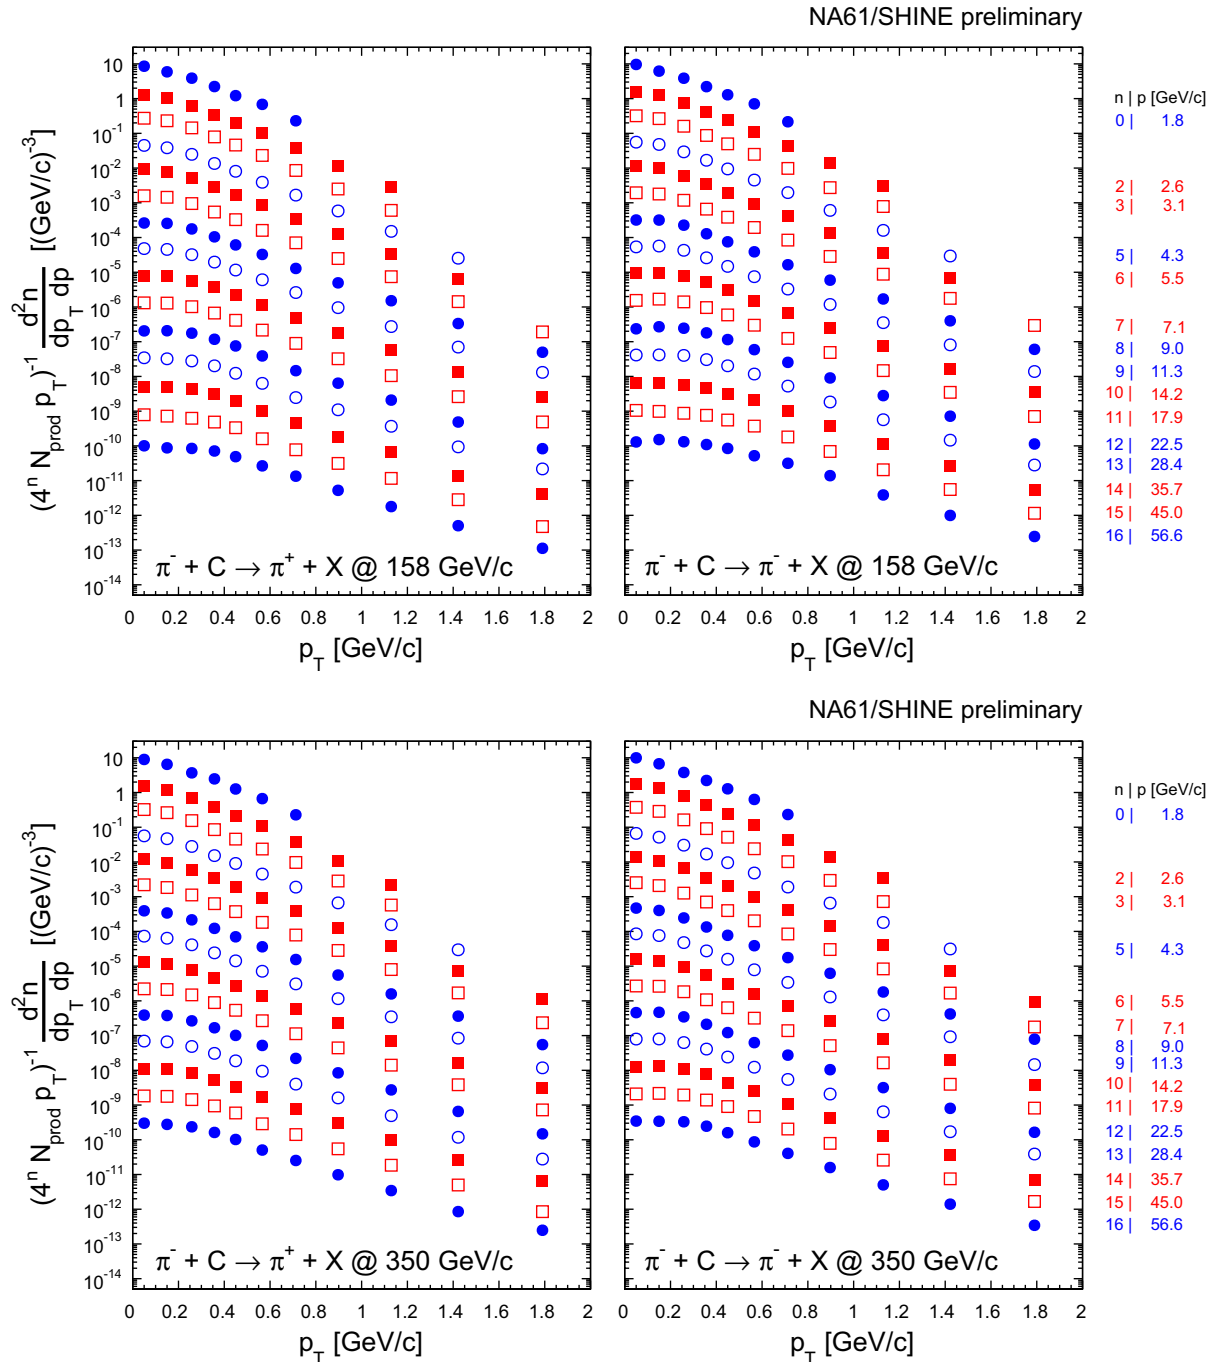 NA61/SHINE preliminary
(4ⁿ N_prod p_T)⁻¹ d²n / dp_T dp [(GeV/c)⁻³]
10
1
10⁻¹
10⁻²
10⁻³
10⁻⁴
10⁻⁵
10⁻⁶
10⁻⁷
10⁻⁸
10⁻⁹
10⁻¹⁰
10⁻¹¹
10⁻¹²
10⁻¹³
10⁻¹⁴
π⁻ + C → π⁺ + X @ 158 GeV/c
π⁻ + C → π⁻ + X @ 158 GeV/c
0 0.2 0.4 0.6 0.8 1 1.2 1.4 1.6 1.8
0 0.2 0.4 0.6 0.8 1 1.2 1.4 1.6 1.8 2
p_T [GeV/c]
p_T [GeV/c]
n | p [GeV/c]
0 | 1.8
2 | 2.6
3 | 3.1
5 | 4.3
6 | 5.5
7 | 7.1
8 | 9.0
9 | 11.3
10 | 14.2
11 | 17.9
12 | 22.5
13 | 28.4
14 | 35.7
15 | 45.0
16 | 56.6
NA61/SHINE preliminary
(4ⁿ N_prod p_T)⁻¹ d²n / dp_T dp [(GeV/c)⁻³]
10
1
10⁻¹
10⁻²
10⁻³
10⁻⁴
10⁻⁵
10⁻⁶
10⁻⁷
10⁻⁸
10⁻⁹
10⁻¹⁰
10⁻¹¹
10⁻¹²
10⁻¹³
10⁻¹⁴
π⁻ + C → π⁺ + X @ 350 GeV/c
π⁻ + C → π⁻ + X @ 350 GeV/c
0 0.2 0.4 0.6 0.8 1 1.2 1.4 1.6 1.8
0 0.2 0.4 0.6 0.8 1 1.2 1.4 1.6 1.8 2
p_T [GeV/c]
p_T [GeV/c]
n | p [GeV/c]
0 | 1.8
2 | 2.6
3 | 3.1
5 | 4.3
6 | 5.5
7 | 7.1
8 | 9.0
9 | 11.3
10 | 14.2
11 | 17.9
12 | 22.5
13 | 28.4
14 | 35.7
15 | 45.0
16 | 56.6